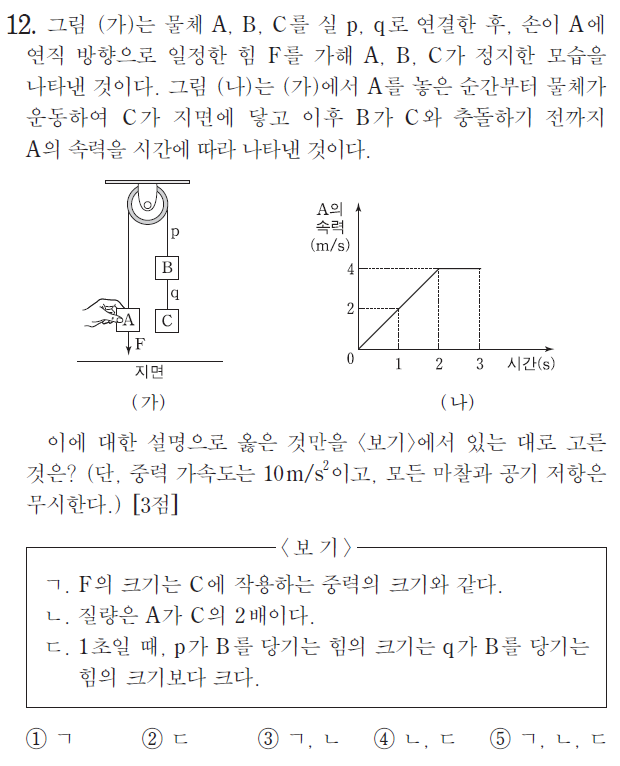 12. 그림 (가)는 물체 A, B, C를 실 p, q로 연결한 후, 손이 A에
연직 방향으로 일정한 힘 F를 가해 A, B, C가 정지한 모습을
나타낸 것이다. 그림 (나)는 (가)에서 A를 놓은 순간부터 물체가
운동하여 C가 지면에 닿고 이후 B가 C와 충돌하기 전까지
A의 속력을 시간에 따라 나타낸 것이다.
p
B
q
A
C
F
지면
(가)
A의
속력
(m/s)
4
2
0
1
2
3
시간(s)
(나)
이에 대한 설명으로 옳은 것만을 〈보기〉에서 있는 대로 고른
것은? (단, 중력 가속도는 10m/s²이고, 모든 마찰과 공기 저항은
무시한다.) [3점]
〈보 기〉
ㄱ. F의 크기는 C에 작용하는 중력의 크기와 같다.
ㄴ. 질량은 A가 C의 2배이다.
ㄷ. 1초일 때, p가 B를 당기는 힘의 크기는 q가 B를 당기는
힘의 크기보다 크다.
① ㄱ ② ㄷ ③ ㄱ, ㄴ ④ ㄴ, ㄷ ⑤ ㄱ, ㄴ, ㄷ